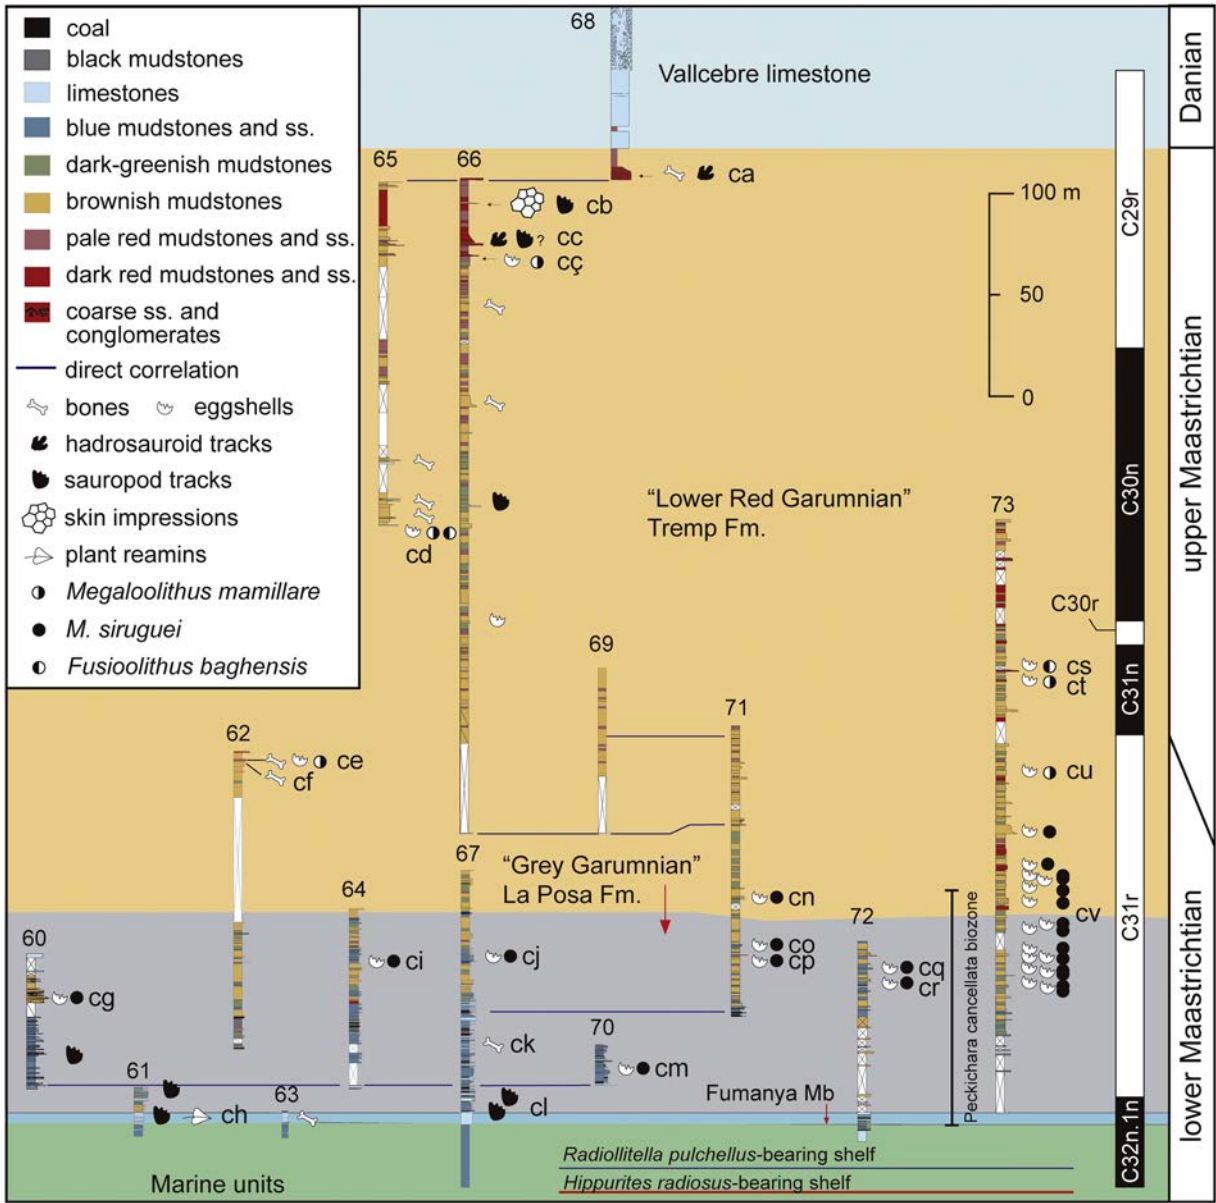 coal
black mudstones
limestones
blue mudstones and ss.
dark-greenish mudstones
brownish mudstones
pale red mudstones and ss.
dark red mudstones and ss.
coarse ss. and
conglomerates
direct correlation
bones eggshells
hadrosauroid tracks
sauropod tracks
skin impressions
plant reamins
Megaloolithus mamillare
M. siruguei
Fusioolithus baghensis
68
Vallcebre limestone
65
66
ca
cb
? cc
cç
100 m
50
0
cd
"Lower Red Garumnian"
Tremp Fm.
73
C30r
cs
ct
cu
cv
69
71
62
ce
cf
"Grey Garumnian"
La Posa Fm.
67
64
60
72
cn
co
cp
ci
cj
cq
cr
cg
ck
70
cm
61
63
cl
ch
Fumanya Mb
Peckichara cancellata biozone
Marine units
Radiollitella pulchellus-bearing shelf
Hippurites radiosus-bearing shelf
C29r
C30n
C31n
C31r
C32n.1n
Danian
upper Maastrichtian
lower Maastrichtian